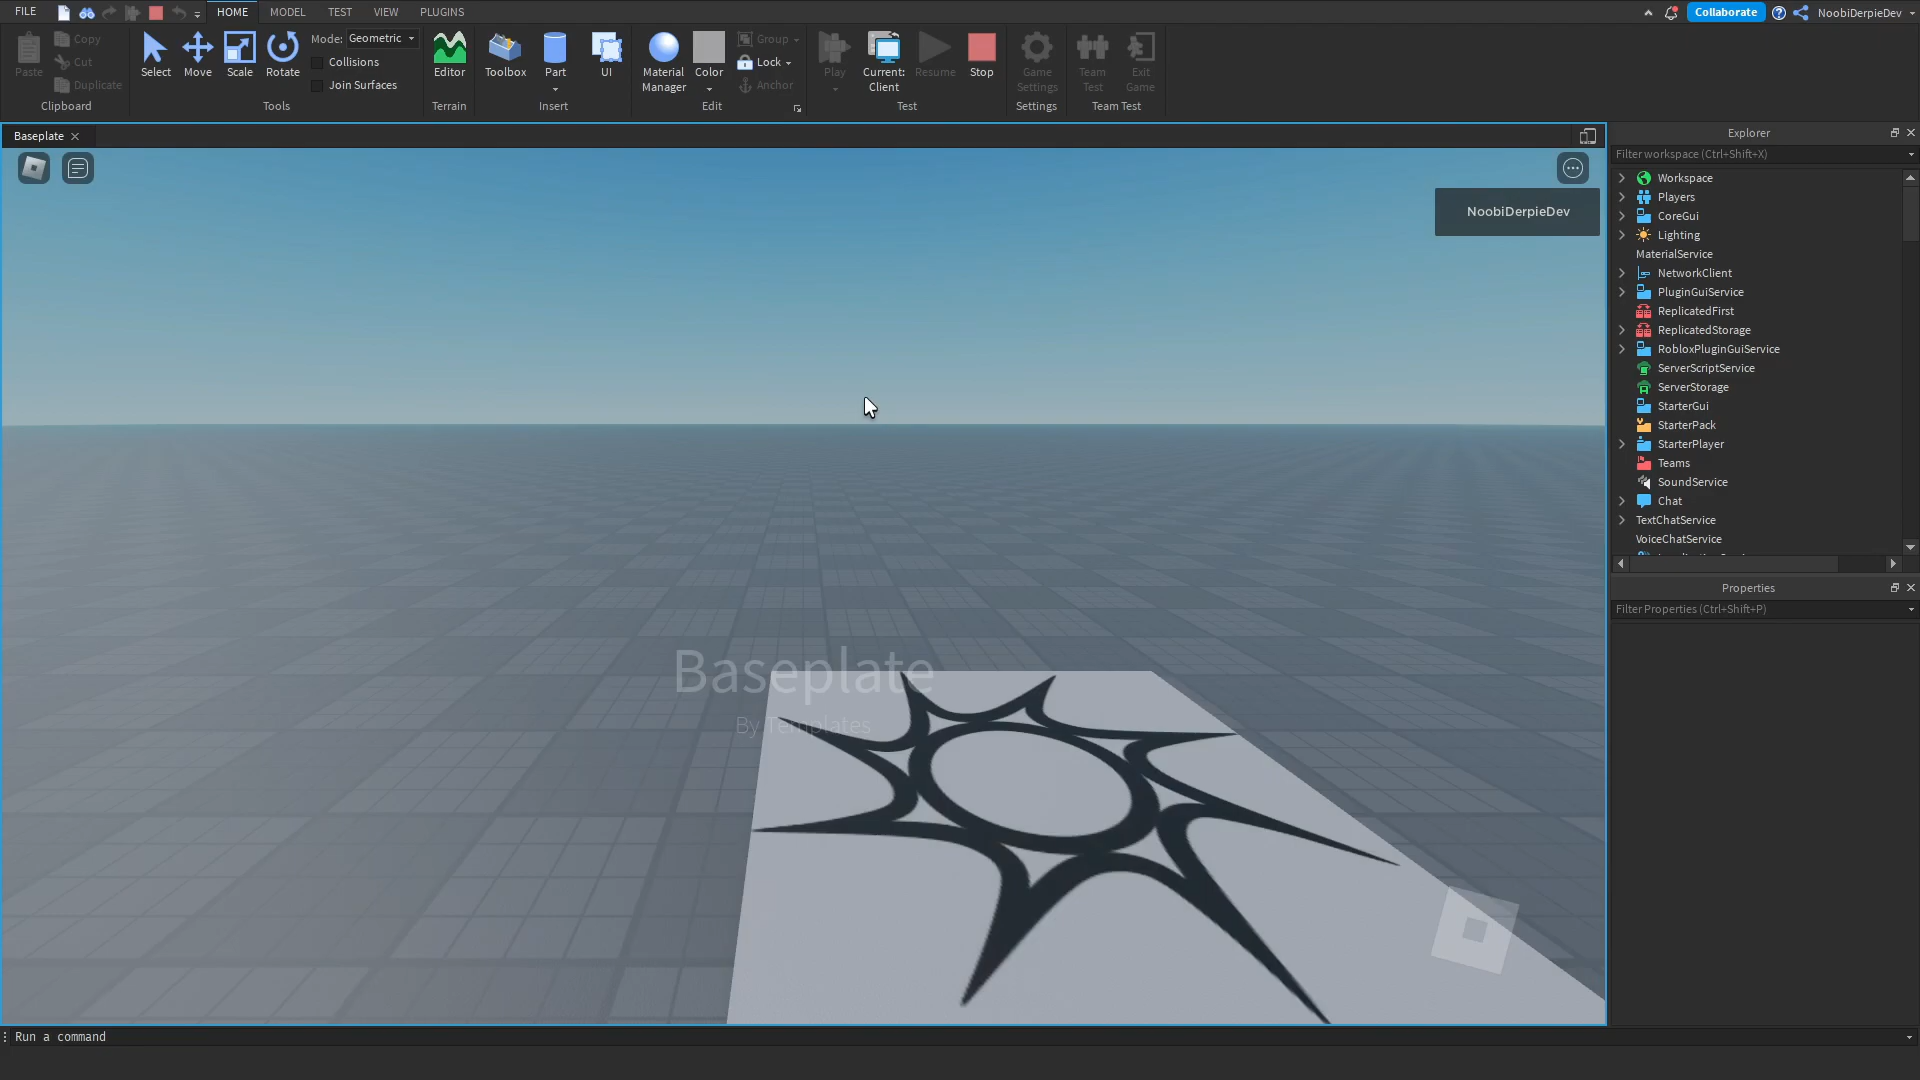 FILE
HOME
MODEL
TEST
VIEW
PLUGINS
Collaborate
NoobiDerpieDev
Paste
Copy
Cut
Duplicate
Clipboard
Select
Move
Scale
Rotate
Mode: Geometric
Collisions
Join Surfaces
Tools
Editor
Terrain
Toolbox
Part
UI
Insert
Material
Manager
Color
Group
Lock
Anchor
Edit
Play
Current:
Client
Resume
Stop
Test
Game
Settings
Settings
Team
Test
Exit
Game
Team Test
Baseplate
NoobiDerpieDev
Baseplate
By Templates
Explorer
Filter workspace (Ctrl+Shift+X)
Workspace
Players
CoreGui
Lighting
MaterialService
NetworkClient
PluginGuiService
ReplicatedFirst
ReplicatedStorage
RobloxPluginGuiService
ServerScriptService
ServerStorage
StarterGui
StarterPack
StarterPlayer
Teams
SoundService
Chat
TextChatService
VoiceChatService
Properties
Filter Properties (Ctrl+Shift+P)
Run a command